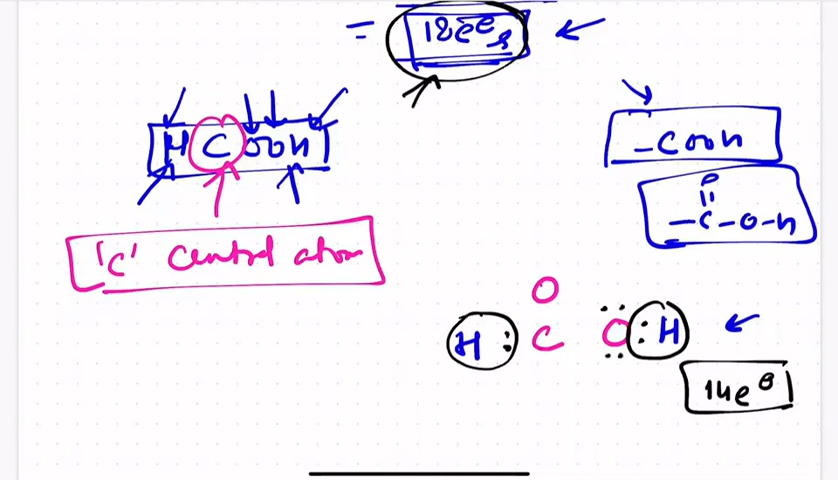 = 18e⁻s
HCOOH
-COOH
O
-C-O-H
'C' Central atom
O
H : C O : H
14e⁻